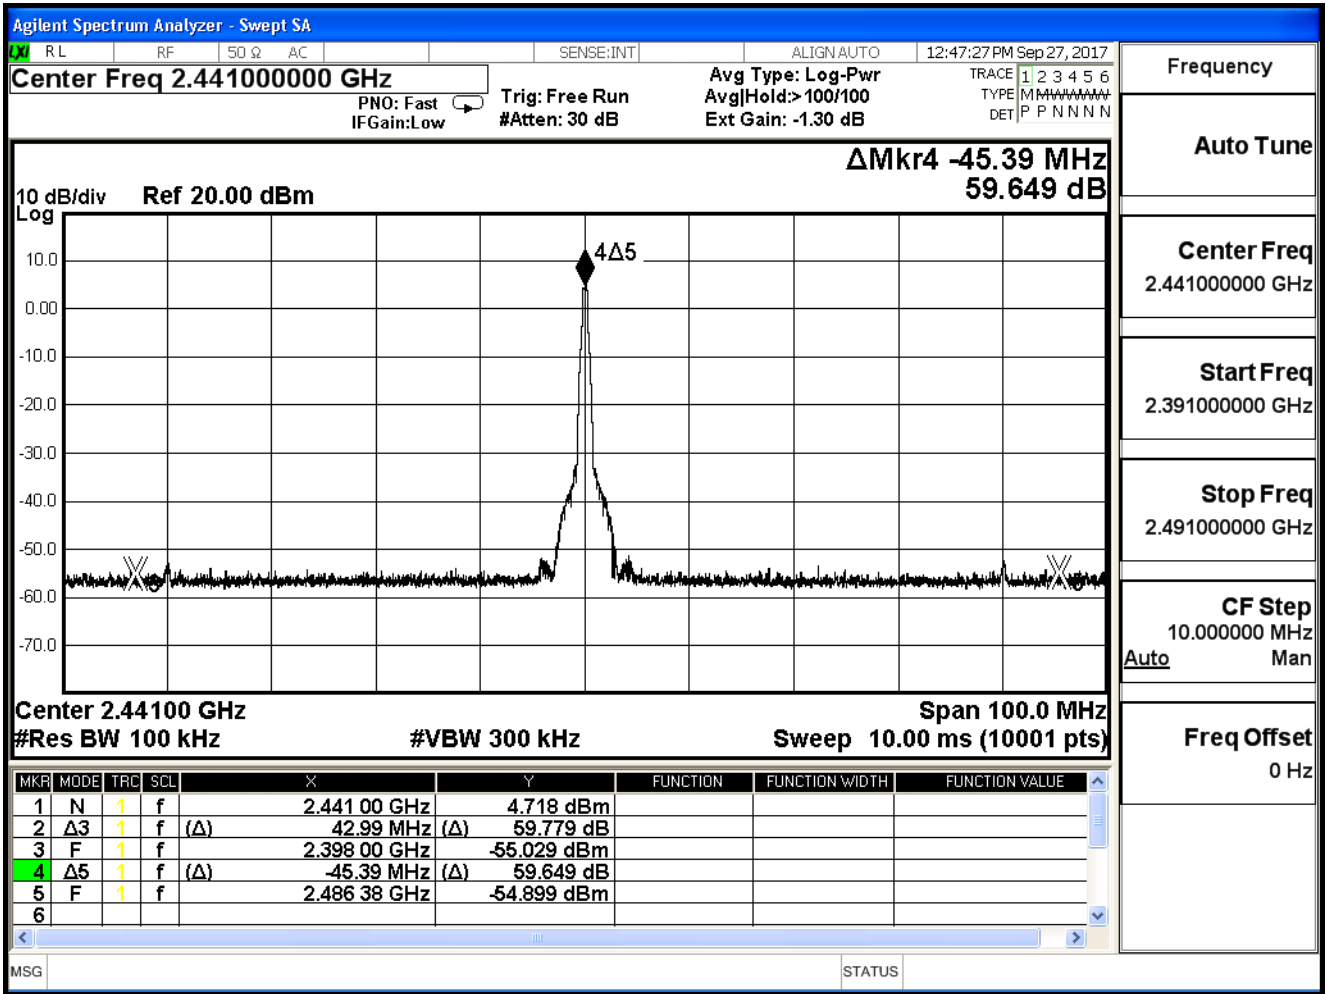 Agilent Spectrum Analyzer - Swept SA
LXI RL RF 50 Ω AC SENSE:INT ALIGN AUTO 12:47:27 PM Sep 27, 2017
Center Freq 2.441000000 GHz
PNO: Fast
IFGain:Low
Trig: Free Run
#Atten: 30 dB
Avg Type: Log-Pwr
Avg|Hold:>100/100
Ext Gain: -1.30 dB
TRACE 1 2 3 4 5 6
TYPE M M W W W W W
DET P P N N N N
ΔMkr4 -45.39 MHz
59.649 dB
10 dB/div Ref 20.00 dBm
Log
4Δ5
10.0
0.00
-10.0
-20.0
-30.0
-40.0
-50.0
-60.0
-70.0
Center 2.44100 GHz Span 100.0 MHz
#Res BW 100 kHz #VBW 300 kHz Sweep 10.00 ms (10001 pts)
MKR MODE TRC SCL X Y FUNCTION FUNCTION WIDTH FUNCTION VALUE
1 N 1 f 2.441 00 GHz 4.718 dBm
2 Δ3 1 f (Δ) 42.99 MHz (Δ) 59.779 dB
3 F 1 f 2.398 00 GHz -55.029 dBm
4 Δ5 1 f (Δ) -45.39 MHz (Δ) 59.649 dB
5 F 1 f 2.486 38 GHz -54.899 dBm
6
MSG STATUS
Frequency
Auto Tune
Center Freq
2.441000000 GHz
Start Freq
2.391000000 GHz
Stop Freq
2.491000000 GHz
CF Step
10.000000 MHz
Auto Man
Freq Offset
0 Hz